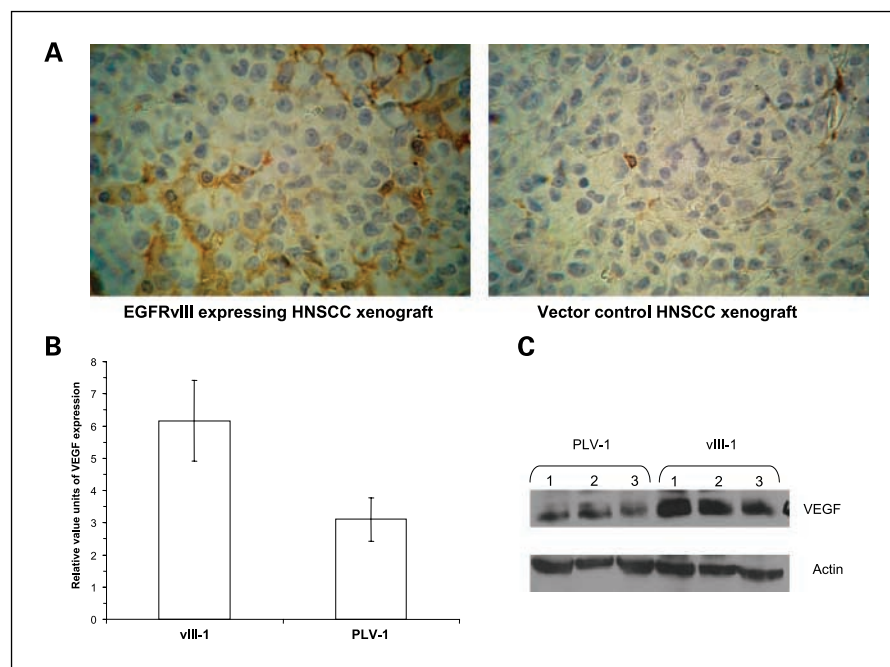 A
EGFRvIII expressing HNSCC xenograft
Vector control HNSCC xenograft
B
Relative value units of VEGF expression
8
7
6
5
4
3
2
1
0
vIII-1
PLV-1
C
PLV-1 vIII-1
1 2 3 1 2 3
VEGF
Actin